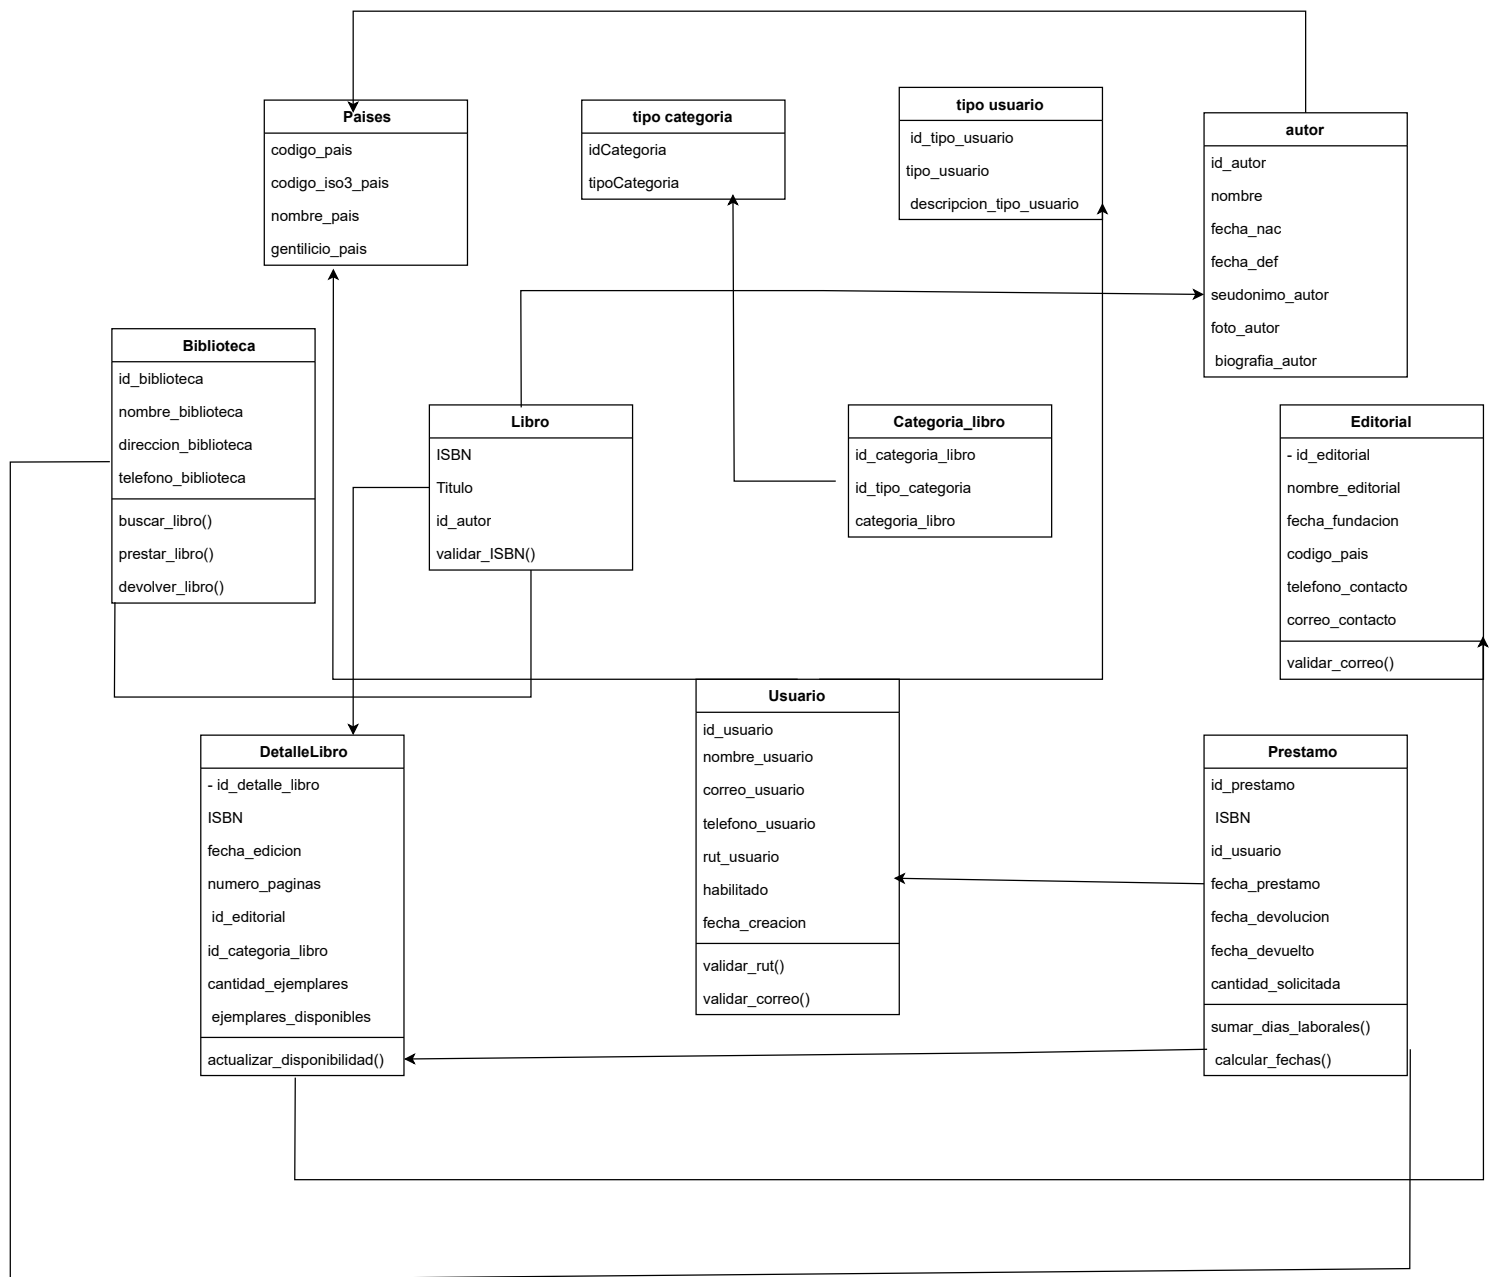 Paises
codigo_pais
codigo_iso3_pais
nombre_pais
gentilicio_pais
tipo categoria
idCategoria
tipoCategoria
tipo usuario
id_tipo_usuario
tipo_usuario
descripcion_tipo_usuario
autor
id_autor
nombre
fecha_nac
fecha_def
seudonimo_autor
foto_autor
biografia_autor
Biblioteca
id_biblioteca
nombre_biblioteca
direccion_biblioteca
telefono_biblioteca
buscar_libro()
prestar_libro()
devolver_libro()
Libro
ISBN
Titulo
id_autor
validar_ISBN()
Categoria_libro
id_categoria_libro
id_tipo_categoria
categoria_libro
Editorial
- id_editorial
nombre_editorial
fecha_fundacion
codigo_pais
telefono_contacto
correo_contacto
validar_correo()
DetalleLibro
- id_detalle_libro
ISBN
fecha_edicion
numero_paginas
id_editorial
id_categoria_libro
cantidad_ejemplares
ejemplares_disponibles
actualizar_disponibilidad()
Usuario
id_usuario
nombre_usuario
correo_usuario
telefono_usuario
rut_usuario
habilitado
fecha_creacion
validar_rut()
validar_correo()
Prestamo
id_prestamo
ISBN
id_usuario
fecha_prestamo
fecha_devolucion
fecha_devuelto
cantidad_solicitada
sumar_dias_laborales()
calcular_fechas()